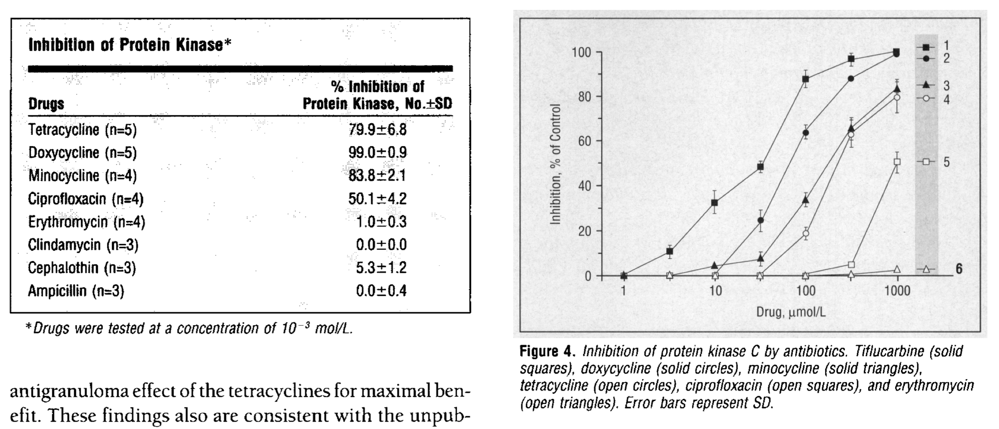 Inhibition of Protein Kinase*
% Inhibition of
Drugs Protein Kinase, No.±SD
Tetracycline (n=5) 79.9±6.8
Doxycycline (n=5) 99.0±0.9
Minocycline (n=4) 83.8±2.1
Ciprofloxacin (n=4) 50.1±4.2
Erythromycin (n=4) 1.0±0.3
Clindamycin (n=3) 0.0±0.0
Cephalothin (n=3) 5.3±1.2
Ampicillin (n=3) 0.0±0.4
*Drugs were tested at a concentration of 10⁻³ mol/L.
antigranuloma effect of the tetracyclines for maximal ben-
efit. These findings also are consistent with the unpub-
Inhibition, % of Control
100
80
60
40
20
0
1 10 100 1000
Drug, μmol/L
1
2
3
4
5
6
Figure 4. Inhibition of protein kinase C by antibiotics. Tiflucarbine (solid
squares), doxycycline (solid circles), minocycline (solid triangles),
tetracycline (open circles), ciprofloxacin (open squares), and erythromycin
(open triangles). Error bars represent SD.